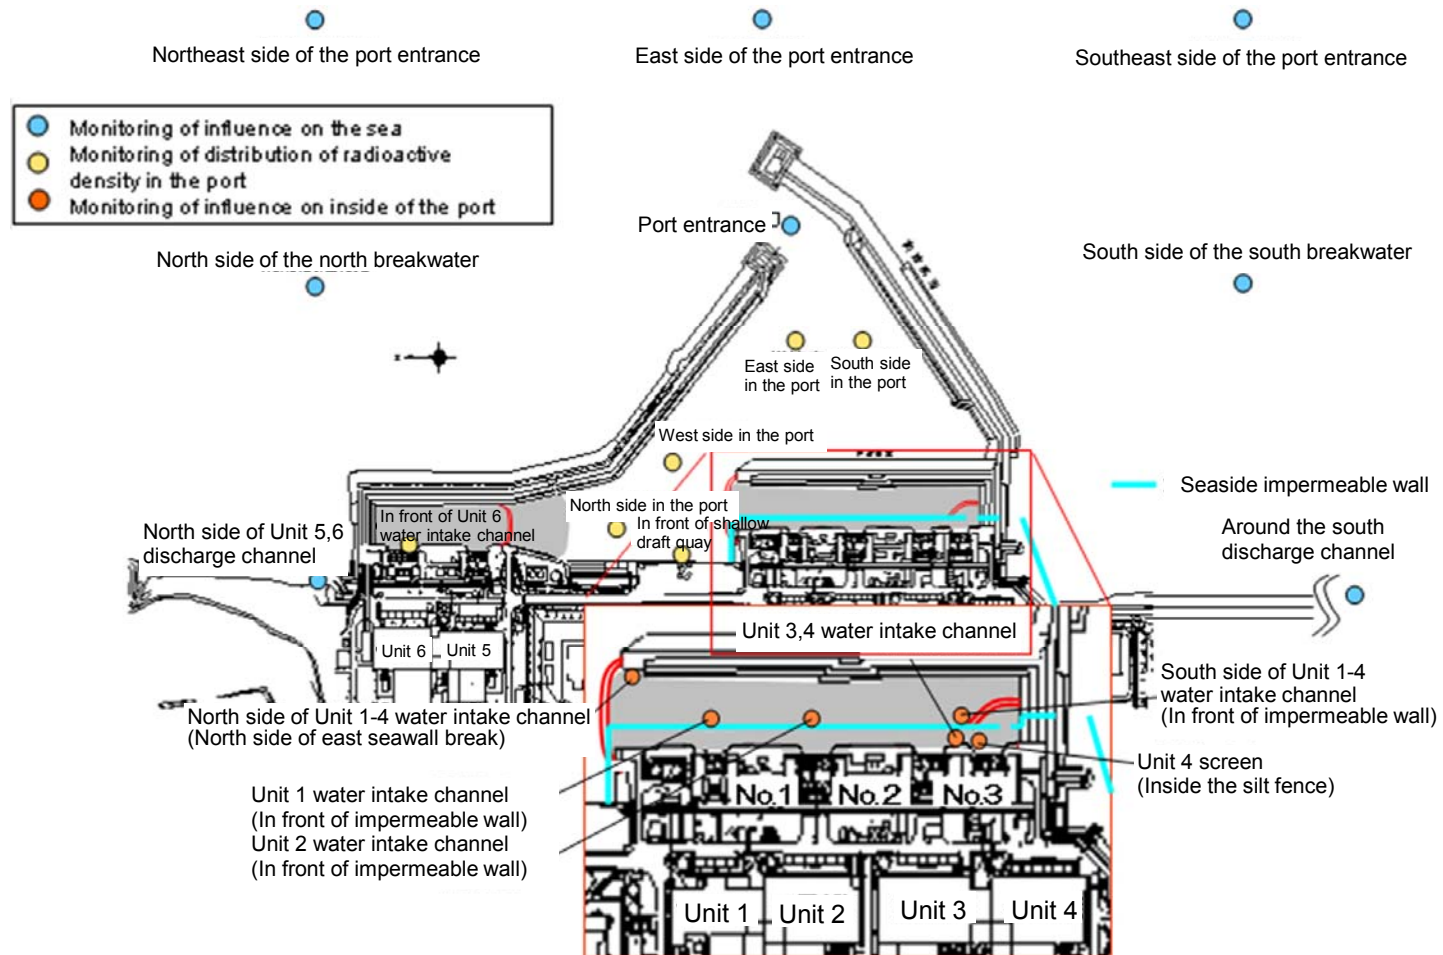 Northeast side of the port entrance
East side of the port entrance
Southeast side of the port entrance
Monitoring of influence on the sea
Monitoring of distribution of radioactive
density in the port
Monitoring of influence on inside of the port
Port entrance
North side of the north breakwater
South side of the south breakwater
East side
in the port
South side
in the port
West side in the port
Seaside impermeable wall
North side in the port
In front of shallow
draft quay
In front of Unit 6
water intake channel
North side of Unit 5,6
discharge channel
Around the south
discharge channel
Unit 6
Unit 5
Unit 3,4 water intake channel
South side of Unit 1-4
water intake channel
(In front of impermeable wall)
North side of Unit 1-4 water intake channel
(North side of east seawall break)
Unit 4 screen
(Inside the silt fence)
Unit 1 water intake channel
(In front of impermeable wall)
Unit 2 water intake channel
(In front of impermeable wall)
No.1
No.2
No.3
Unit 1
Unit 2
Unit 3
Unit 4